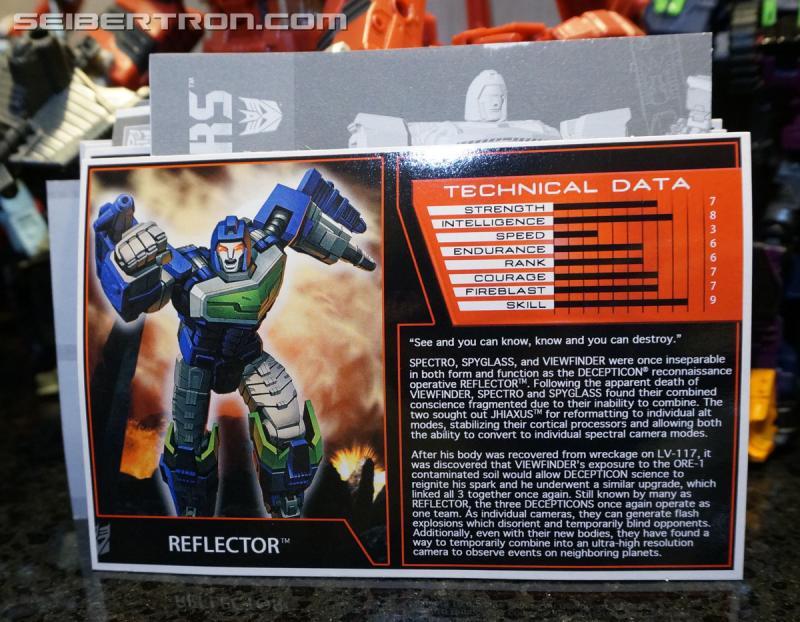 SEIBERTRON.COM
RS™
TECHNICAL DATA
STRENGTH 7
INTELLIGENCE 8
SPEED 3
ENDURANCE 6
RANK 6
COURAGE 7
FIREBLAST 7
SKILL 9
“See and you can know, know and you can destroy.”
SPECTRO, SPYGLASS, and VIEWFINDER were once inseparable
in both form and function as the DECEPTICON® reconnaissance
operative REFLECTOR™. Following the apparent death of
VIEWFINDER, SPECTRO and SPYGLASS found their combined
conscience fragmented due to their inability to combine. The
two sought out JHIAXUS™ for reformatting to individual alt
modes, stabilizing their cortical processors and allowing both
the ability to convert to individual spectral camera modes.
After his body was recovered from wreckage on LV-117, it
was discovered that VIEWFINDER's exposure to the ORE-1
contaminated soil would allow DECEPTICON science to
reignite his spark and he underwent a similar upgrade, which
linked all 3 together once again. Still known by many as
REFLECTOR, the three DECEPTICONS once again operate as
one team. As individual cameras, they can generate flash
explosions which disorient and temporarily blind opponents.
Additionally, even with their new bodies, they have found a
way to temporarily combine into an ultra-high resolution
camera to observe events on neighboring planets.
REFLECTOR™